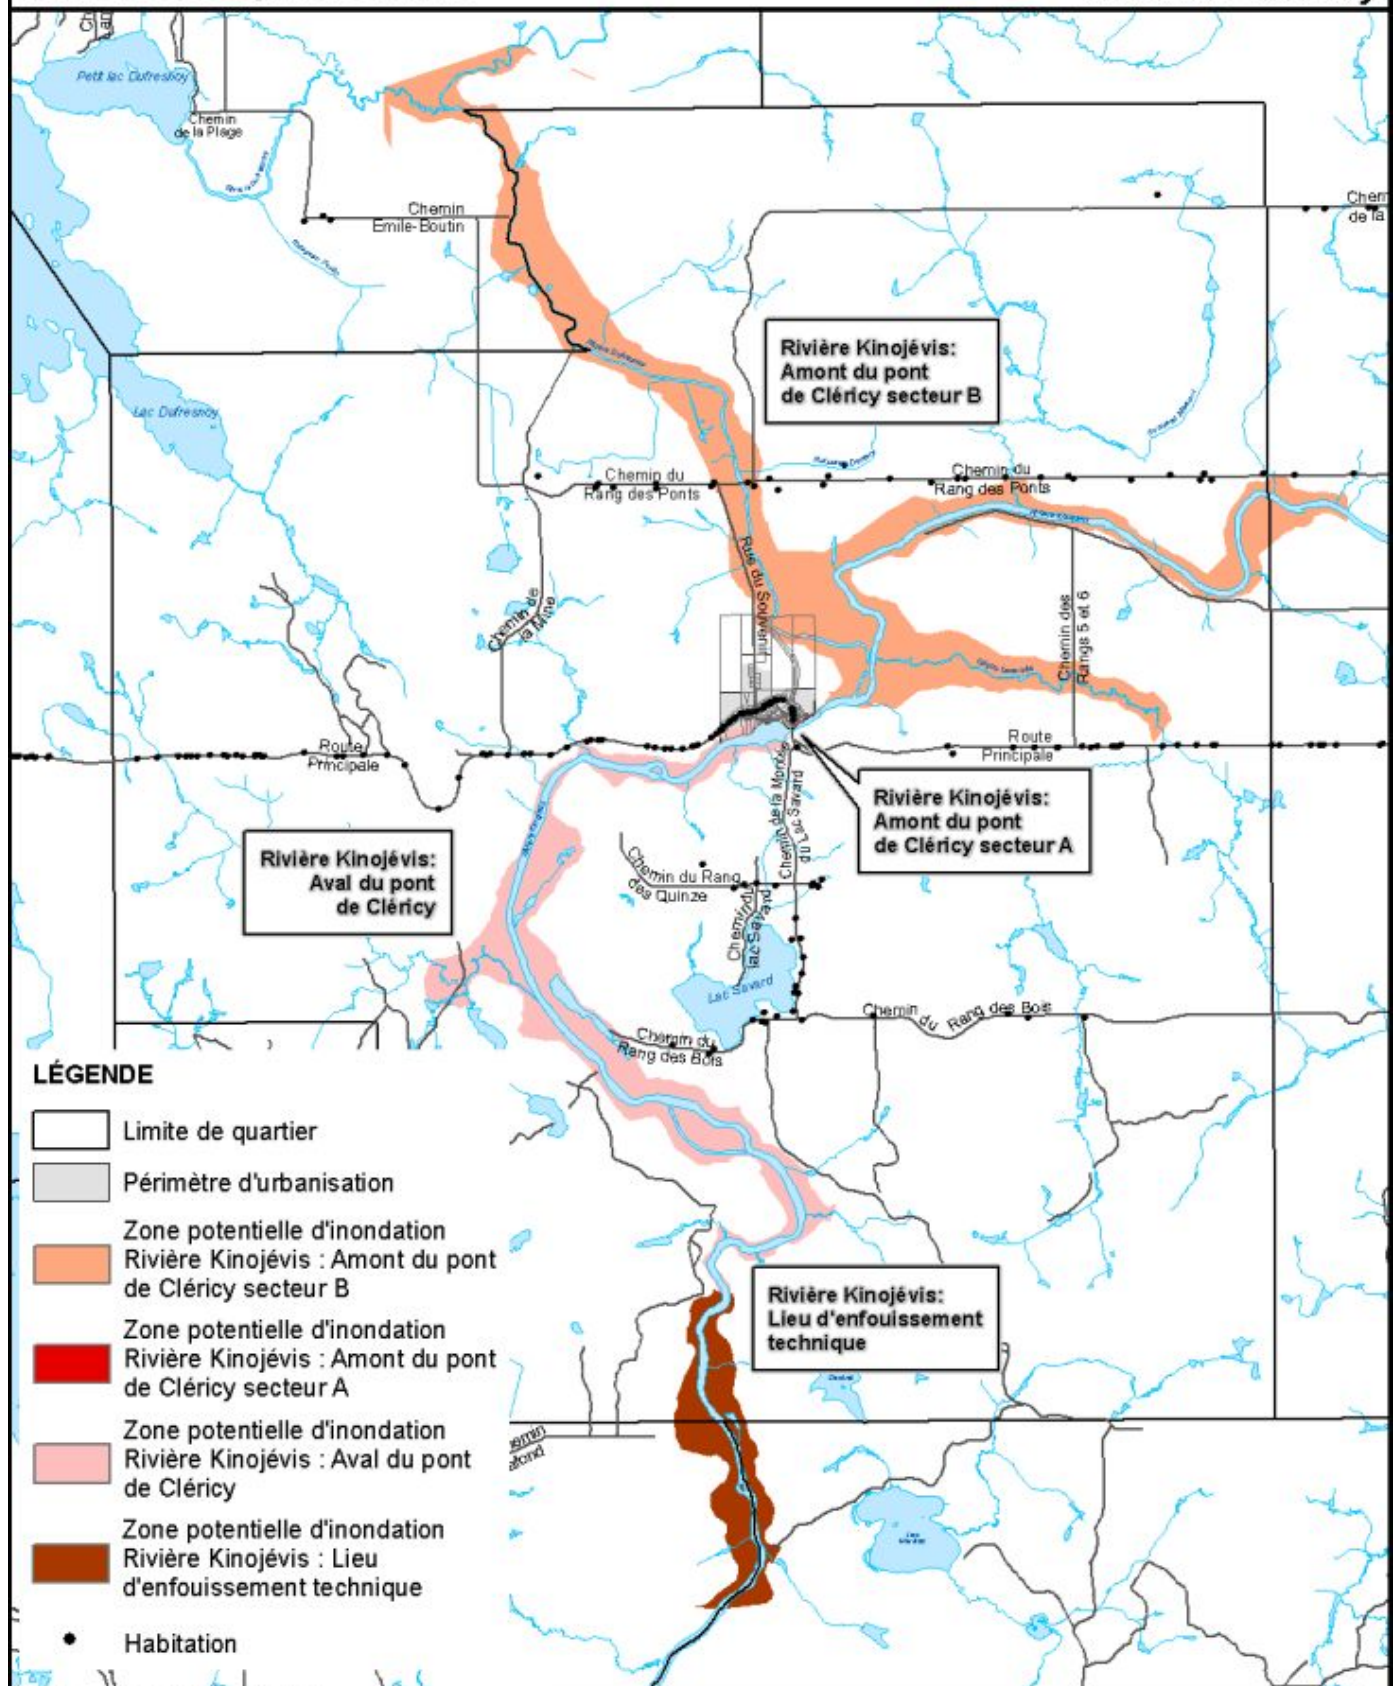 Petit lac Dufresnoy
Chemin
de la Plage
Chemin
Emile-Boutin
Chem
de la
Rivière Kinojévis:
Amont du pont
de Cléricy secteur B
Lac Dufresnoy
Chemin du
Rang des Ponts
Chemin du
Rang des Ponts
Rue du Souvenir
Chemin de
la Mine
Chemin des
Rangs 5 et 6
Route
Principale
Route
Principale
Rivière Kinojévis:
Amont du pont
de Cléricy secteur A
Chemin de la Montée
du Lac Savard
Rivière Kinojévis:
Aval du pont
de Cléricy
Chemin du Rang
des Quinze
Chemin du
lac Savard
Lac Savard
Chemin du Rang des Bois
Chemin du
Rang des Bois
LÉGENDE
Limite de quartier
Périmètre d'urbanisation
Zone potentielle d'inondation
Rivière Kinojévis : Amont du pont
de Cléricy secteur B
Zone potentielle d'inondation
Rivière Kinojévis : Amont du pont
de Cléricy secteur A
Zone potentielle d'inondation
Rivière Kinojévis : Aval du pont
de Cléricy
Zone potentielle d'inondation
Rivière Kinojévis : Lieu
d'enfouissement technique
Habitation
Rivière Kinojévis:
Lieu d'enfouissement
technique
emin
afond